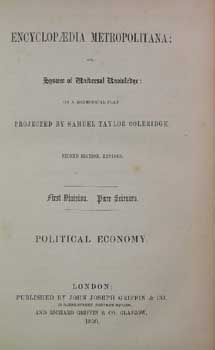 ENCYCLOPÆDIA METROPOLITANA:
OR,
System of Universal Knowledge:
ON A METHODICAL PLAN
PROJECTED BY SAMUEL TAYLOR COLERIDGE.
SECOND EDITION, REVISED.
First Division. Pure Sciences.
POLITICAL ECONOMY.
LONDON:
PUBLISHED BY JOHN JOSEPH GRIFFIN & CO.
AND RICHARD GRIFFIN & CO. GLASGOW.
1850.